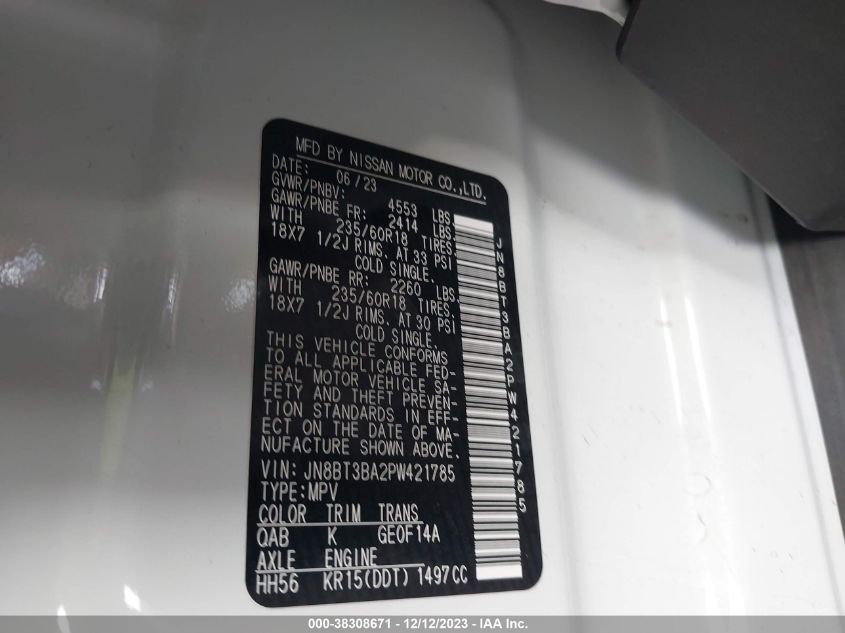 MFD BY NISSAN MOTOR CO.,LTD.
DATE: 06/23
GVWR/PNBV: 4553 LBS.
GAWR/PNBE FR: 2414 LBS.
WITH 235/60R18 TIRES.
18X7 1/2J RIMS. AT 33 PSI
COLD SINGLE.
GAWR/PNBE RR: 2260 LBS.
WITH 235/60R18 TIRES.
18X7 1/2J RIMS. AT 30 PSI
COLD SINGLE.
THIS VEHICLE CONFORMS
TO ALL APPLICABLE FED-
ERAL MOTOR VEHICLE SA-
FETY AND THEFT PREVEN-
TION STANDARDS IN EFF-
ECT ON THE DATE OF MA-
NUFACTURE SHOWN ABOVE.
VIN: JN8BT3BA2PW421785
TYPE:MPV
COLOR TRIM TRANS
QAB K GE0F14A
AXLE ENGINE
HH56 KR15(DDT) 1497CC
JN8BT3BA2PW421785
000-38308671 - 12/12/2023 - IAA Inc.